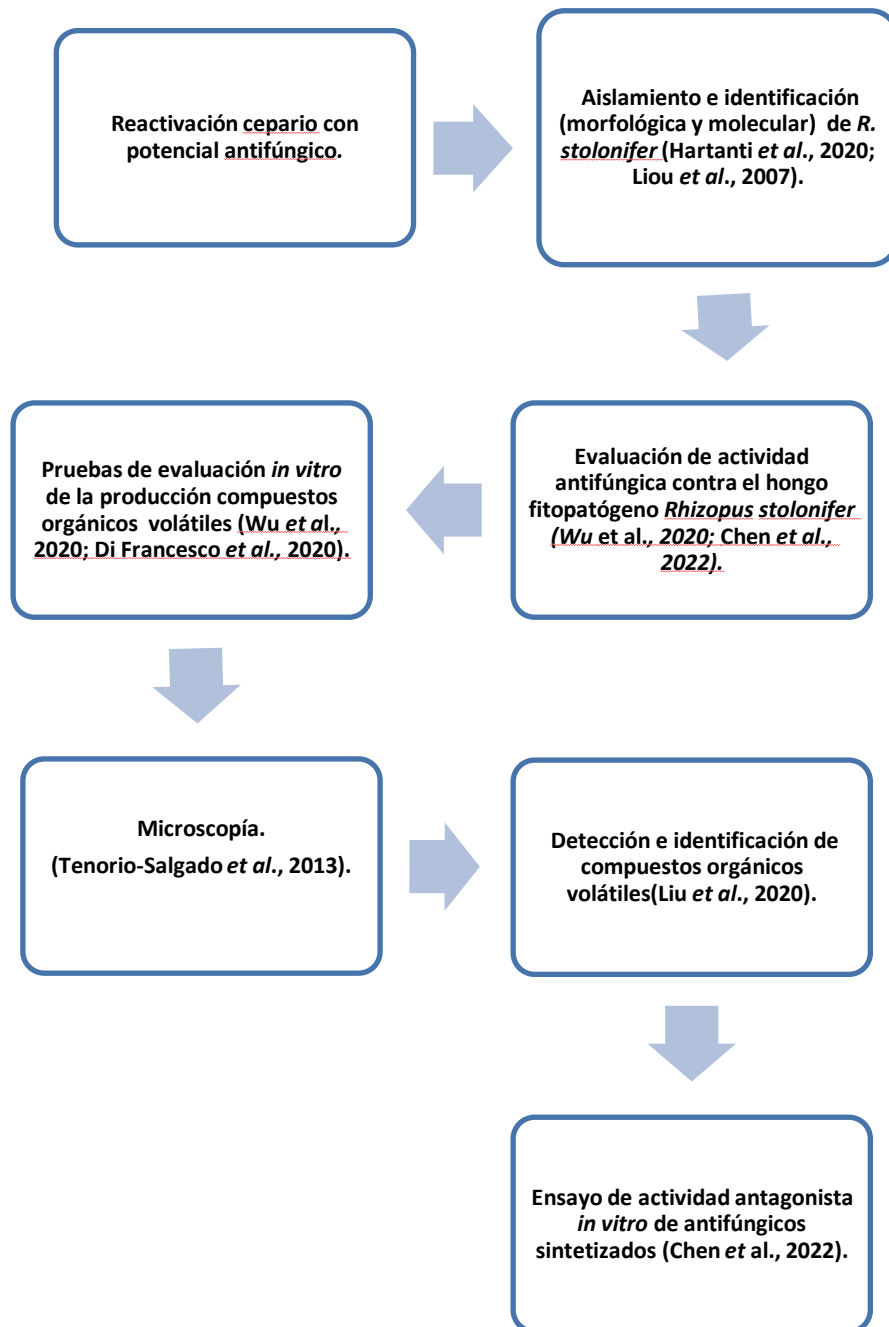 Reactivación cepario con
potencial antifúngico.
Aislamiento e identificación
(morfológica y molecular)  de R.
stolonifer (Hartanti et al., 2020;
Liou et al., 2007).
Evaluación de actividad
antifúngica contra el hongo
fitopatógeno Rhizopus stolonifer
(Wu et al., 2020; Chen et al.,
2022).
Pruebas de evaluación in vitro
de la producción compuestos
orgánicos  volátiles (Wu et al.,
2020; Di Francesco et al., 2020).
Microscopía.
(Tenorio-Salgado et al., 2013).
Detección e identificación de
compuestos orgánicos
volátiles(Liu et al., 2020).
Ensayo de actividad antagonista
in vitro de antifúngicos
sintetizados (Chen et al., 2022).